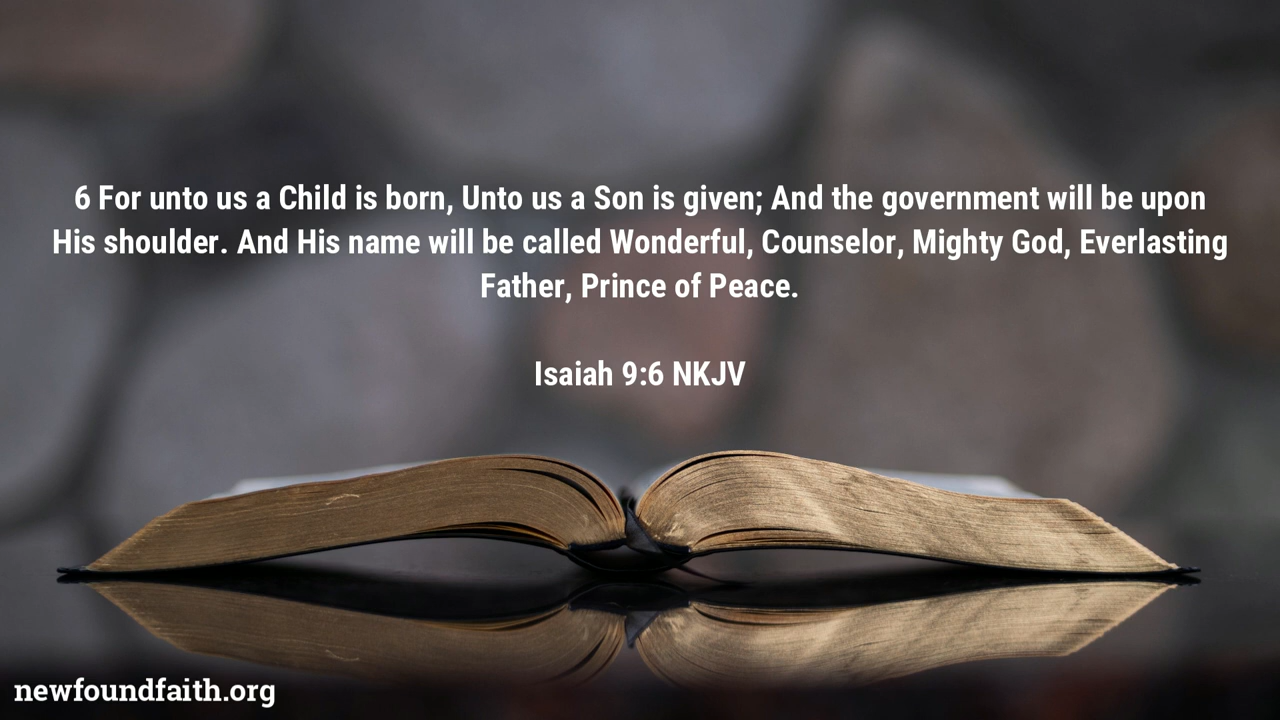 6 For unto us a Child is born, Unto us a Son is given; And the government will be upon
His shoulder. And His name will be called Wonderful, Counselor, Mighty God, Everlasting
Father, Prince of Peace.
Isaiah 9:6 NKJV
newfoundfaith.org